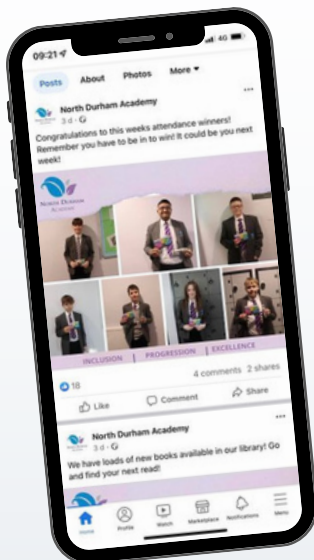 09:21
4G
Posts About Photos More
North Durham Academy
3 d
Congratulations to this weeks attendance winners!
Remember you have to be in to win! It could be you next
week!
NORTH DURHAM
ACADEMY
INCLUSION | PROGRESSION | EXCELLENCE
18
4 comments 2 shares
Like Comment Share
North Durham Academy
3 d
We have loads of new books available in our library! Go
and find your next read!
Home Profile Watch Marketplace Notifications Menu